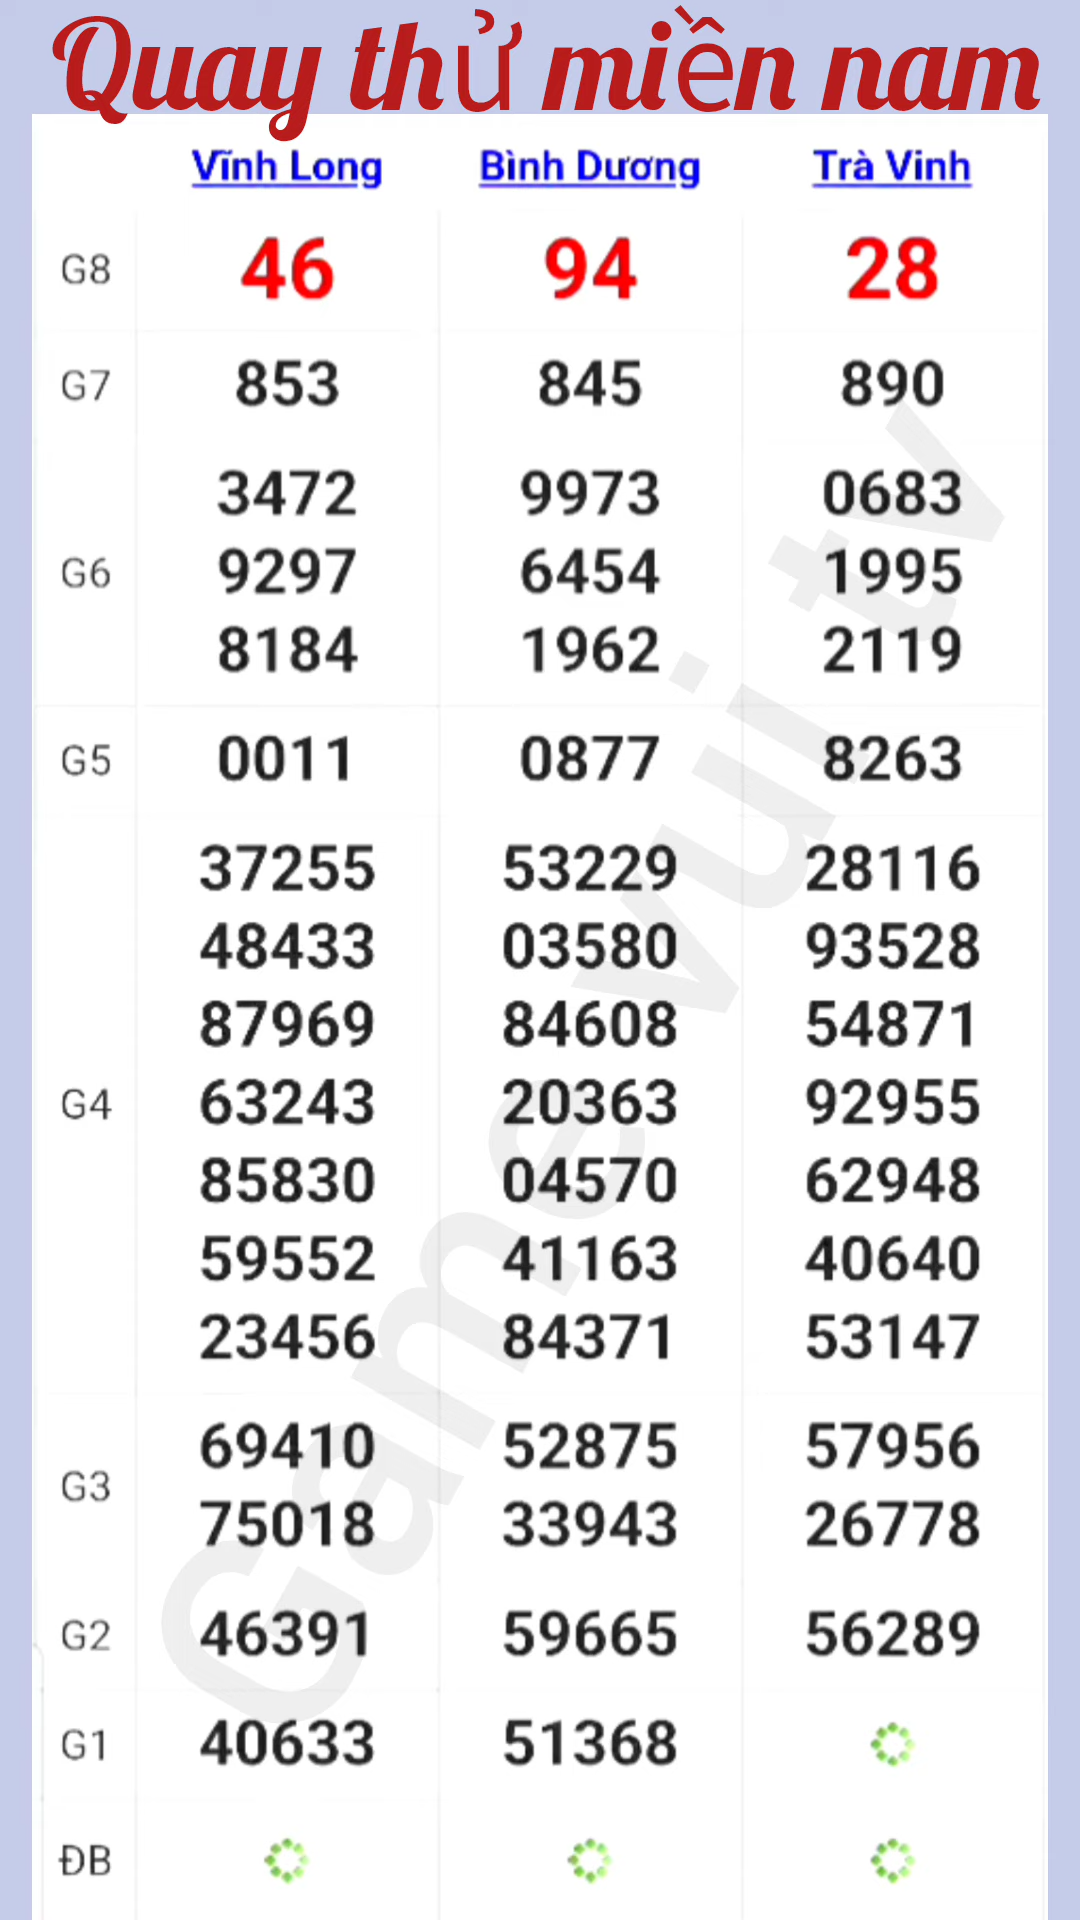 Quay thử miền nam
Vĩnh Long Bình Dương Trà Vinh
G8 46 94 28
G7 853 845 890
3472 9973 0683
G6 9297 6454 1995
8184 1962 2119
G5 0011 0877 8263
37255 53229 28116
48433 03580 93528
87969 84608 54871
G4 63243 20363 92955
85830 04570 62948
59552 41163 40640
23456 84371 53147
G3 69410 52875 57956
75018 33943 26778
G2 46391 59665 56289
G1 40633 51368
ĐB
Game vui tv